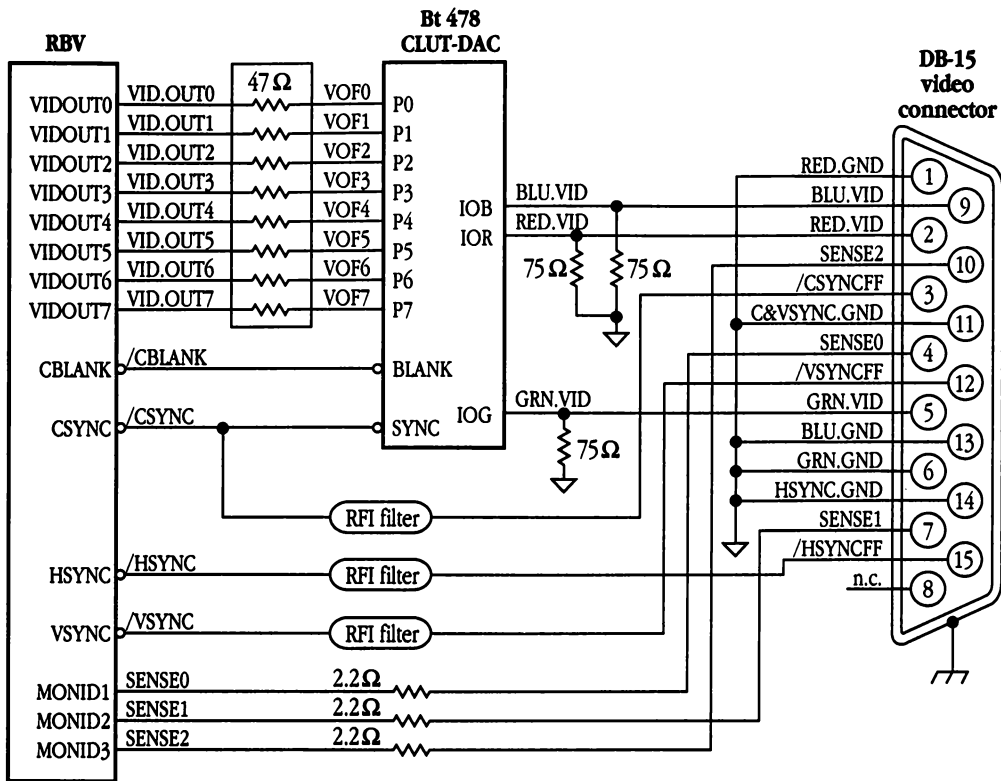 RBV
Bt 478
CLUT-DAC
DB-15
video
connector
47Ω
VIDOUT0 VID.OUT0 VOF0 P0
VIDOUT1 VID.OUT1 VOF1 P1
VIDOUT2 VID.OUT2 VOF2 P2
VIDOUT3 VID.OUT3 VOF3 P3
VIDOUT4 VID.OUT4 VOF4 P4
VIDOUT5 VID.OUT5 VOF5 P5
VIDOUT6 VID.OUT6 VOF6 P6
VIDOUT7 VID.OUT7 VOF7 P7
CBLANK /CBLANK BLANK
CSYNC /CSYNC SYNC
IOB BLU.VID
IOR RED.VID
75Ω 75Ω
IOG GRN.VID
75Ω
RFI filter
HSYNC /HSYNC RFI filter
VSYNC /VSYNC RFI filter
MONID1 SENSE0 2.2Ω
MONID2 SENSE1 2.2Ω
MONID3 SENSE2 2.2Ω
RED.GND 1
BLU.VID 9
RED.VID 2
SENSE2 10
/CSYNCFF 3
C&VSYNC.GND 11
SENSE0 4
/VSYNCFF 12
GRN.VID 5
BLU.GND 13
GRN.GND 6
HSYNC.GND 14
SENSE1 7
/HSYNCFF 15
n.c. 8